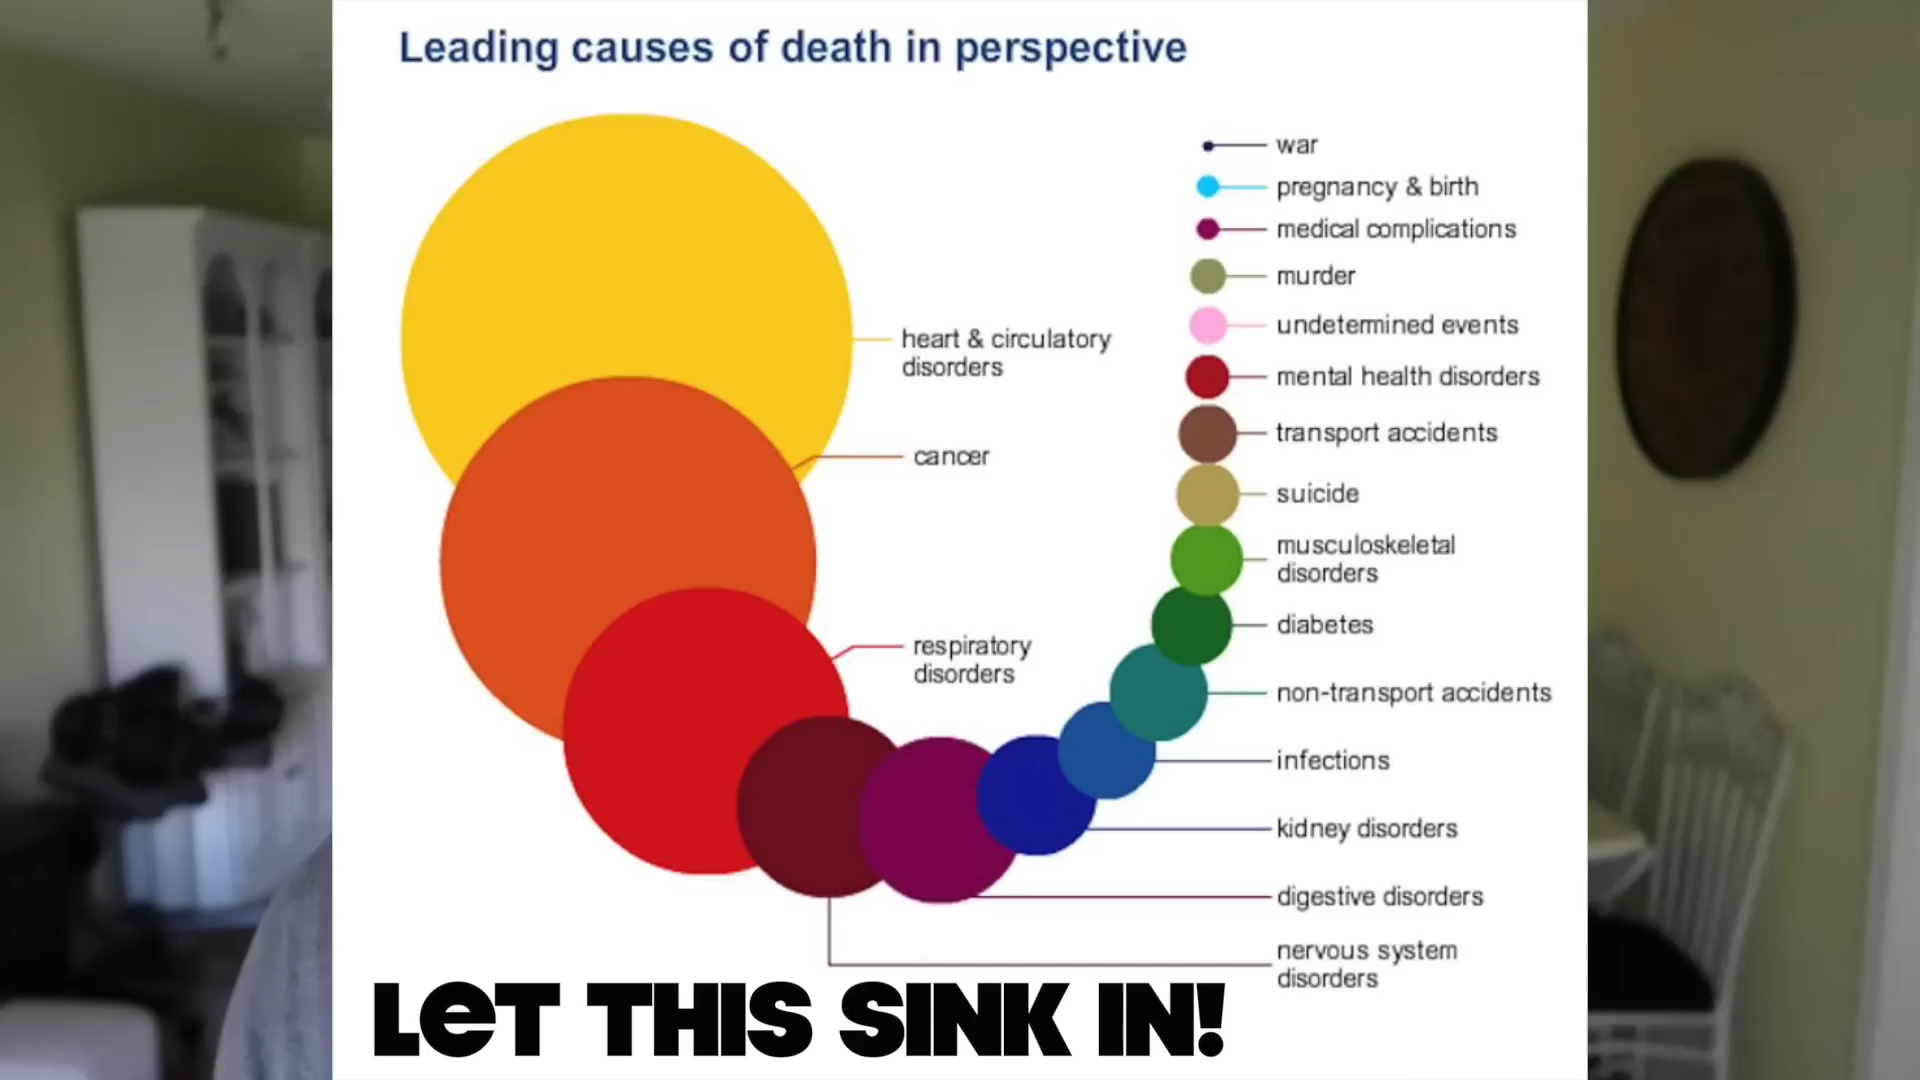 Leading causes of death in perspective
war
pregnancy & birth
medical complications
murder
undetermined events
mental health disorders
transport accidents
suicide
musculoskeletal
disorders
diabetes
non-transport accidents
infections
kidney disorders
digestive disorders
nervous system
disorders
heart & circulatory
disorders
cancer
respiratory
disorders
LeT THIS SINK IN!